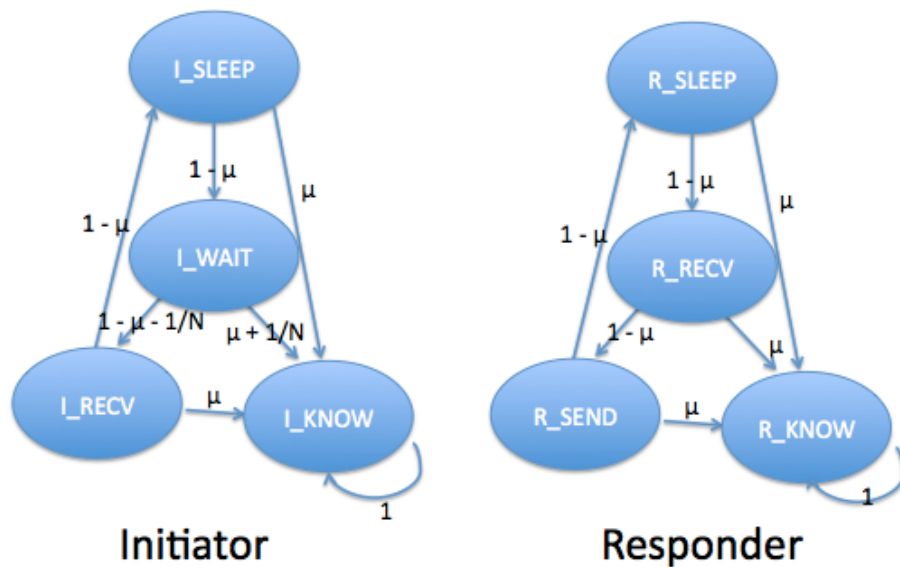 I_SLEEP
1 - μ
μ
1 - μ
I_WAIT
1 - μ - 1/N
μ + 1/N
I_RECV
μ
I_KNOW
1
Initiator
R_SLEEP
1 - μ
μ
1 - μ
R_RECV
1 - μ
μ
R_SEND
μ
R_KNOW
1
Responder